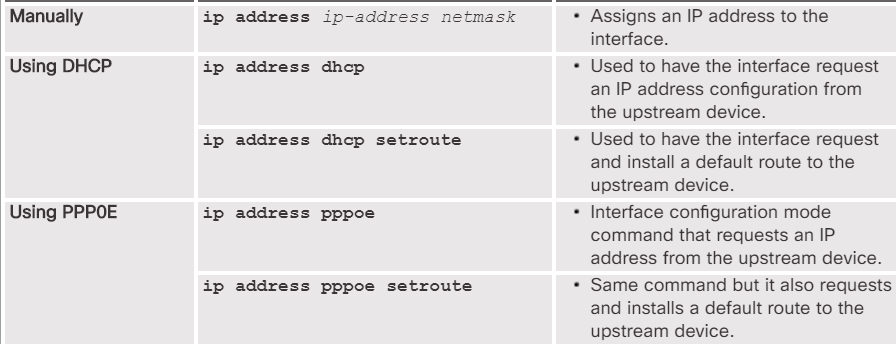 Manually
ip address ip-address netmask
• Assigns an IP address to the
interface.
Using DHCP
ip address dhcp
• Used to have the interface request
an IP address configuration from
the upstream device.
ip address dhcp setroute
• Used to have the interface request
and install a default route to the
upstream device.
Using PPP0E
ip address pppoe
• Interface configuration mode
command that requests an IP
address from the upstream device.
ip address pppoe setroute
• Same command but it also requests
and installs a default route to the
upstream device.